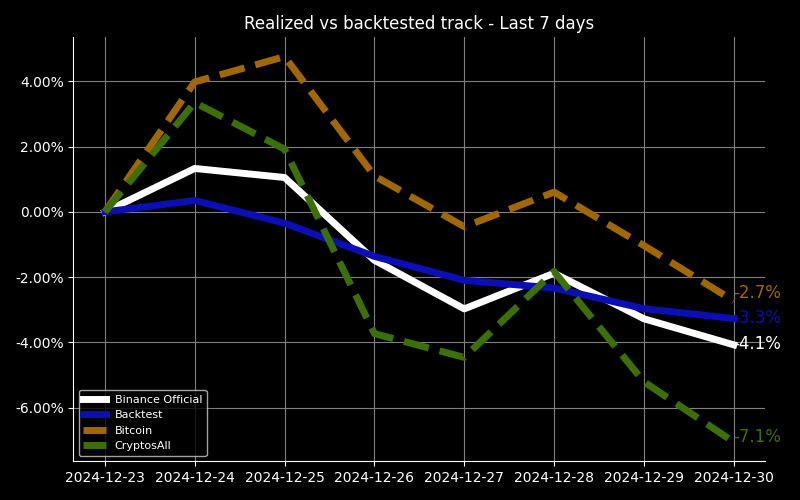 Realized vs backtested track - Last 7 days
4.00%
2.00%
0.00%
-2.00%
-4.00%
-6.00%
-2.7%
-3.3%
-4.1%
-7.1%
Binance Official
Backtest
Bitcoin
CryptosAll
2024-12-23 2024-12-24 2024-12-25 2024-12-26 2024-12-27 2024-12-28 2024-12-29 2024-12-30